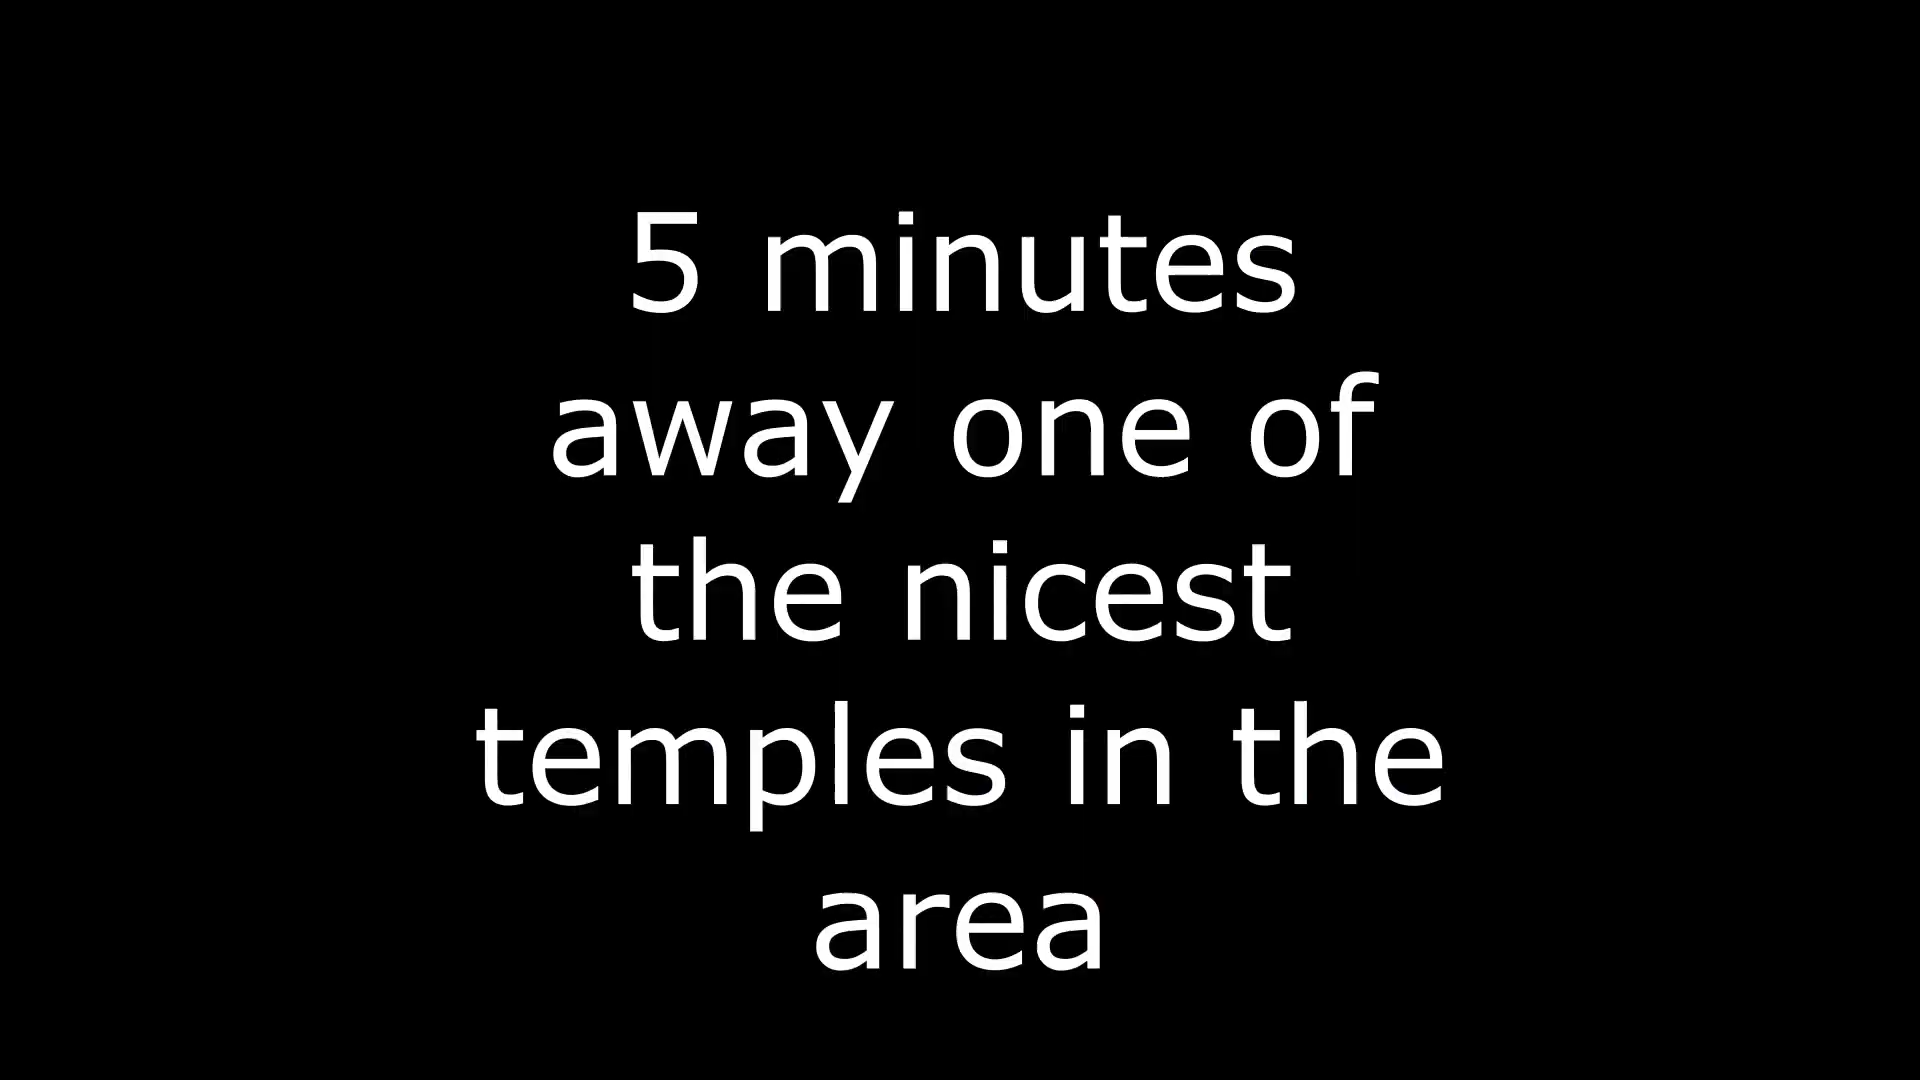 5 minutes
away one of
the nicest
temples in the
area